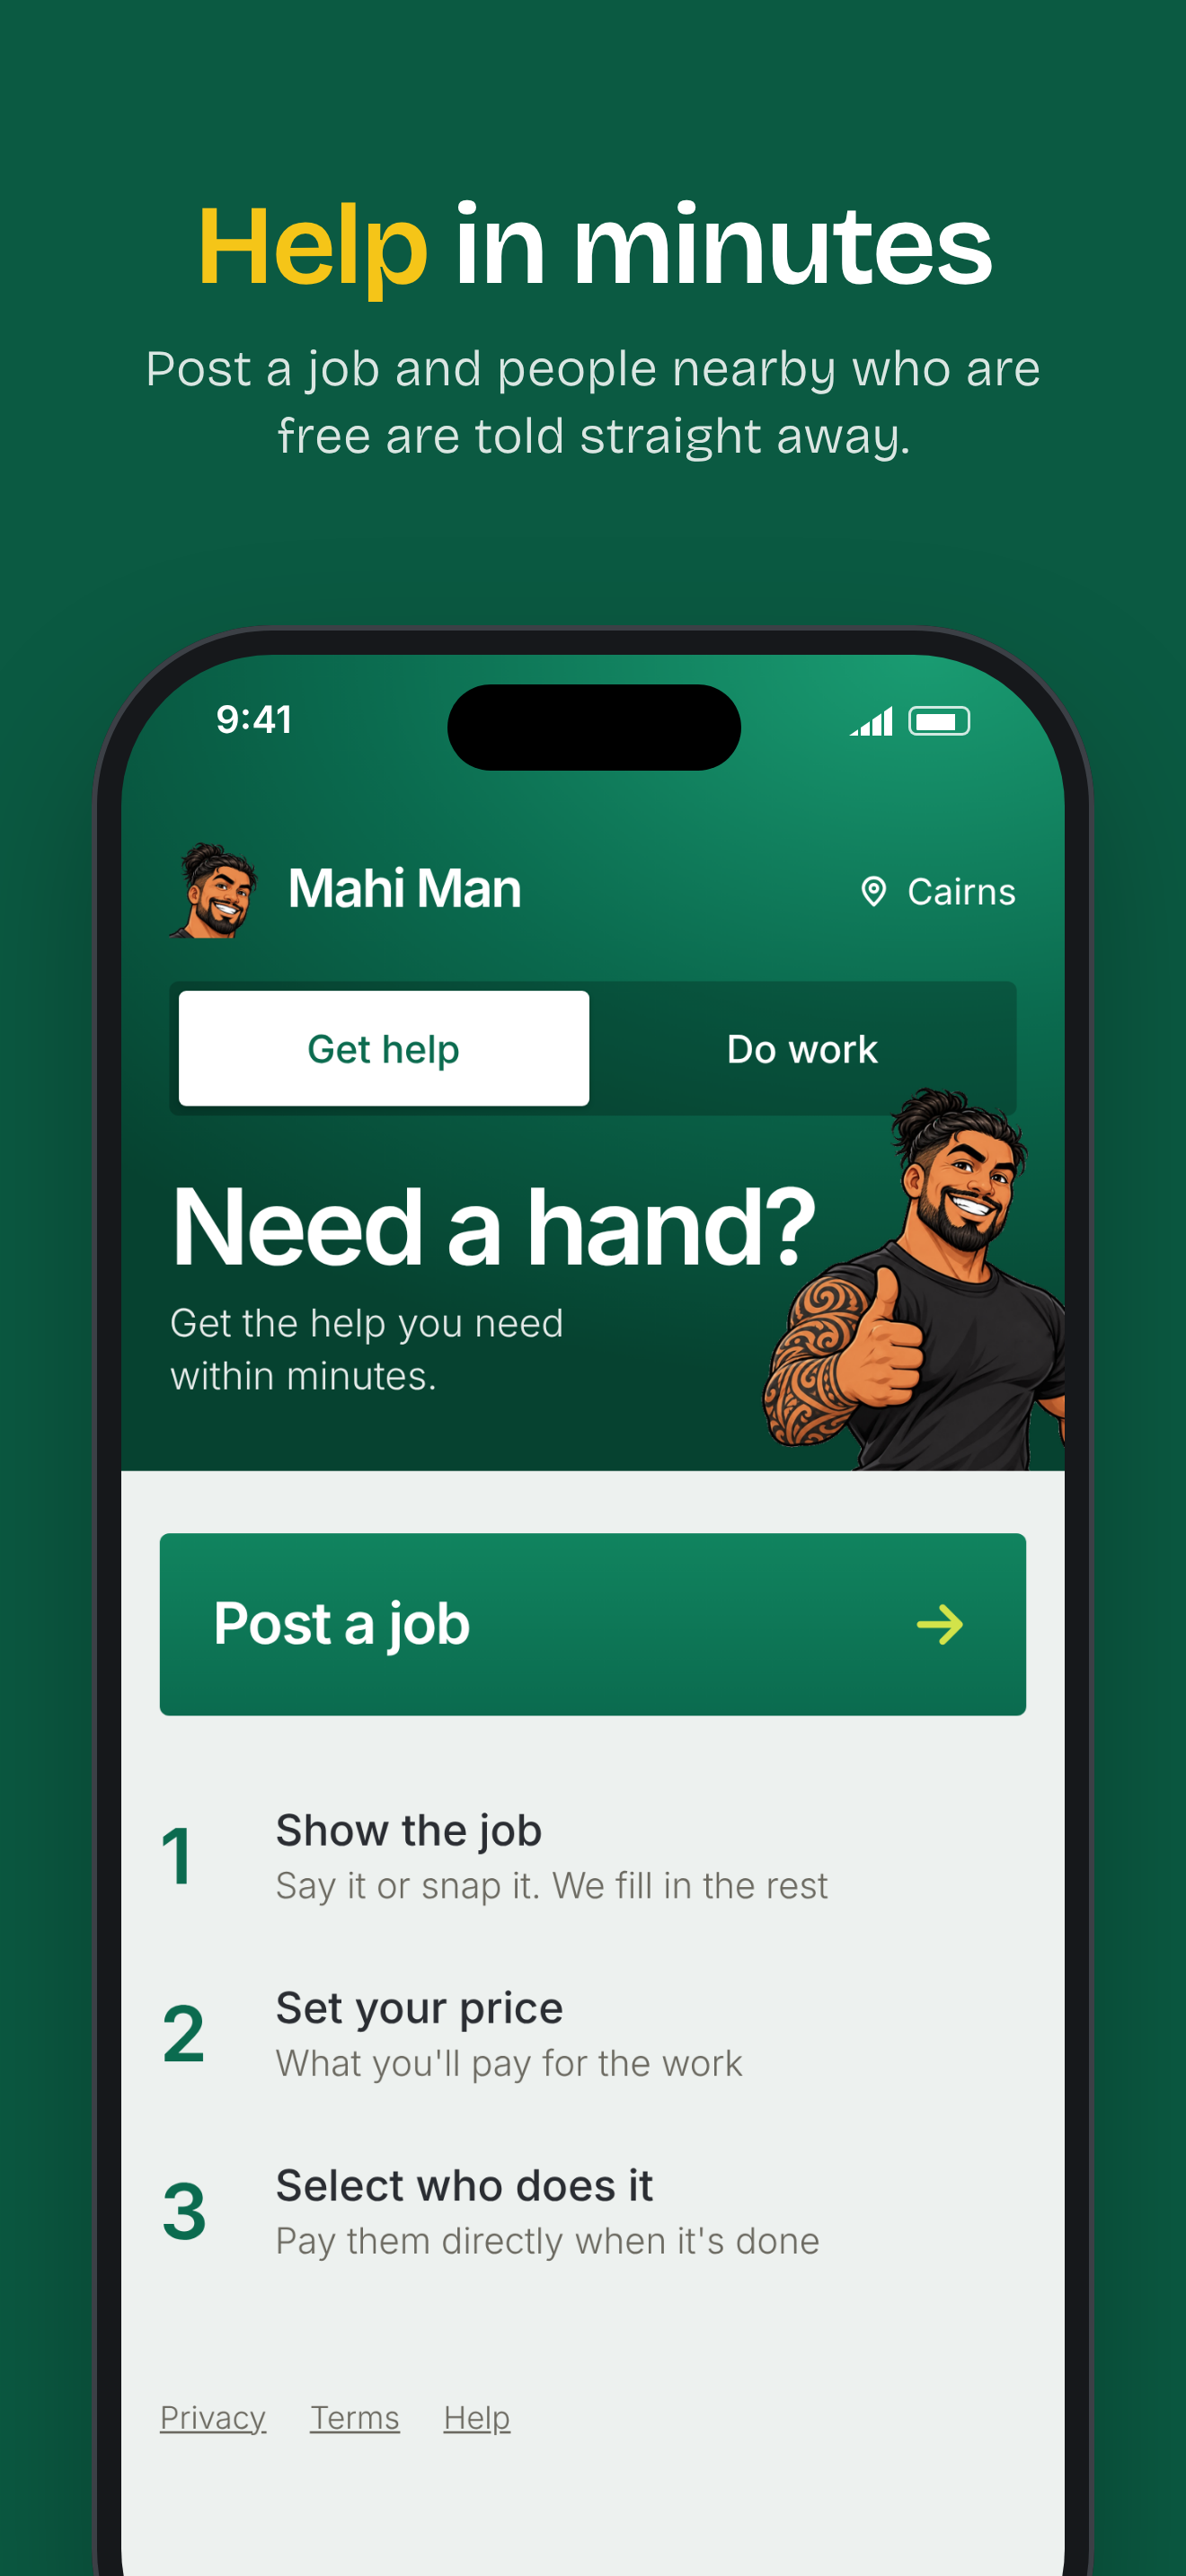 Help in minutes
Post a job and people nearby who are
free are told straight away.
9:41
Mahi Man
Cairns
Get help
Do work
Need a hand?
Get the help you need
within minutes.
Post a job
1
Show the job
Say it or snap it. We fill in the rest
2
Set your price
What you'll pay for the work
3
Select who does it
Pay them directly when it's done
Privacy
Terms
Help